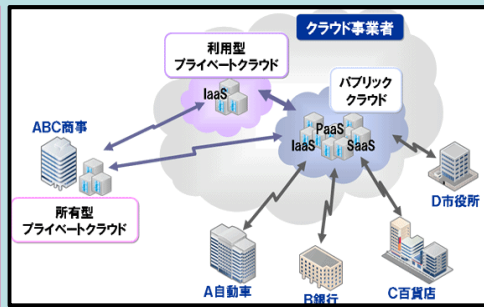 クラウド事業者
利用型
プライベートクラウド
IaaS
パブリック
クラウド
PaaS
IaaS
SaaS
ABC商事
所有型
プライベートクラウド
D市役所
A自動車
B銀行
C百貨店